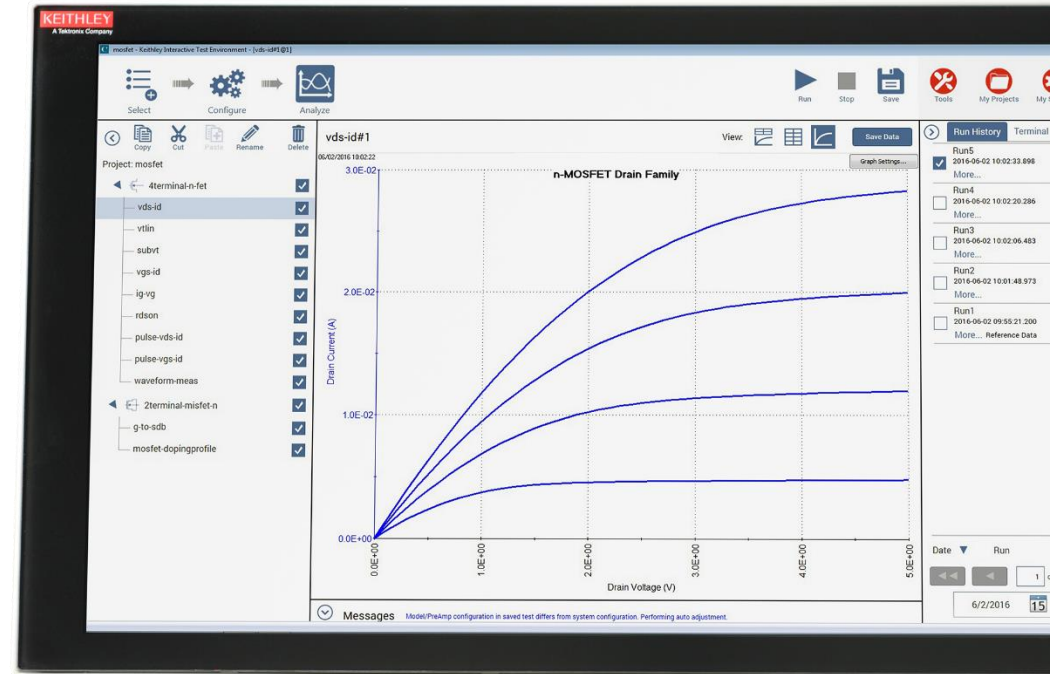 KEITHLEY
A Tektronix Company
mosfet - Keithley Interactive Test Environment - [vds-id#1@1]
Select
Configure
Analyze
Run
Stop
Save
Tools
My Projects
My
Copy
Cut
Paste
Rename
Delete
Project: mosfet
4terminal-n-fet
vds-id
vtlin
subvt
vgs-id
ig-vg
rdson
pulse-vds-id
pulse-vgs-id
waveform-meas
2terminal-misfet-n
g-to-sdb
mosfet-dopingprofile
vds-id#1
View:
Save Data
06/02/2016 18:02:22
Graph Settings...
n-MOSFET Drain Family
3.0E-02
2.0E-02
1.0E-02
0.0E+00
Drain Current (A)
0.0E+00
1.0E+00
2.0E+00
3.0E+00
4.0E+00
5.0E+00
Drain Voltage (V)
Messages
Model/PreAmp configuration in saved test differs from system configuration. Performing auto adjustment.
Run History
Terminal
Run5
2016-06-02 10:02:33.898
More...
Run4
2016-06-02 10:02:20.286
More...
Run3
2016-06-02 10:02:06.483
More...
Run2
2016-06-02 10:01:48.973
More...
Run1
2016-06-02 09:55:21.200
More... Reference Data
Date
Run
1
6/2/2016
15